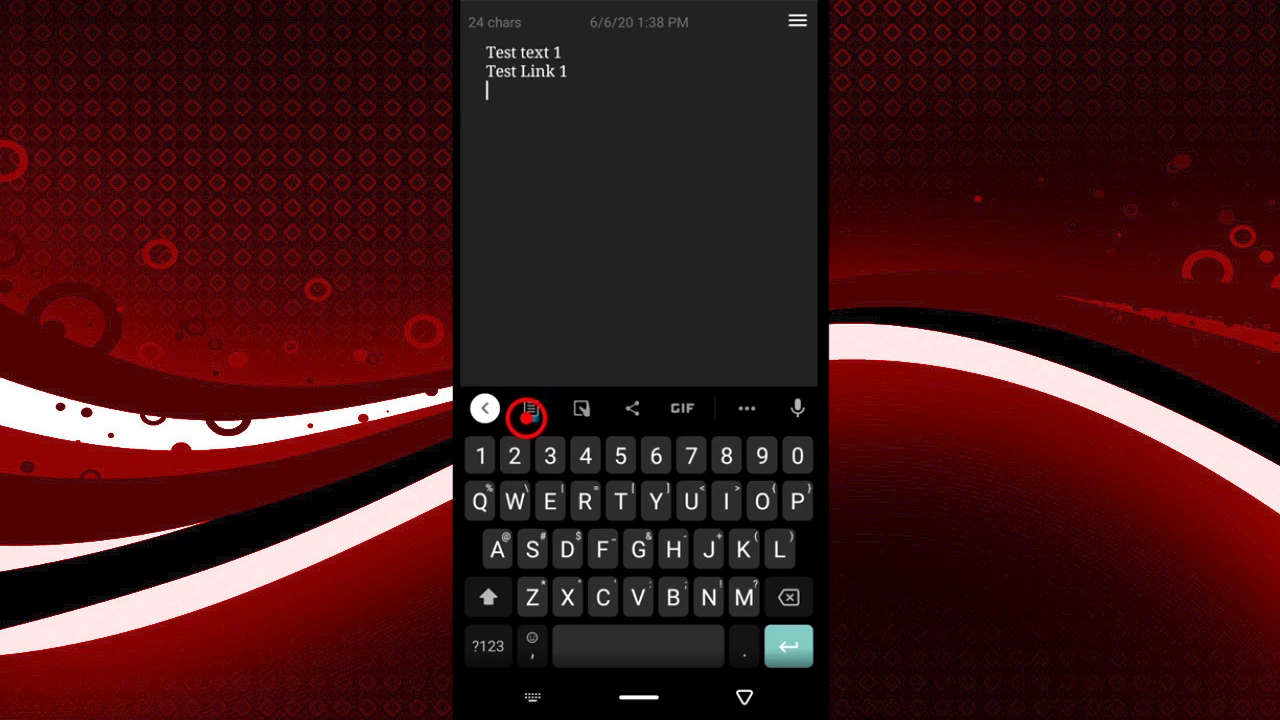 24 chars 6/6/20 1:38 PM
Test text 1
Test Link 1
GIF
1 2 3 4 5 6 7 8 9 0
Q % W \ E | R = T [ Y ] U < I > O { P }
A @ S # D $ F _ G & H - J + K ( L )
Z * X " C ' V : B ; N ! M ?
?123 , .